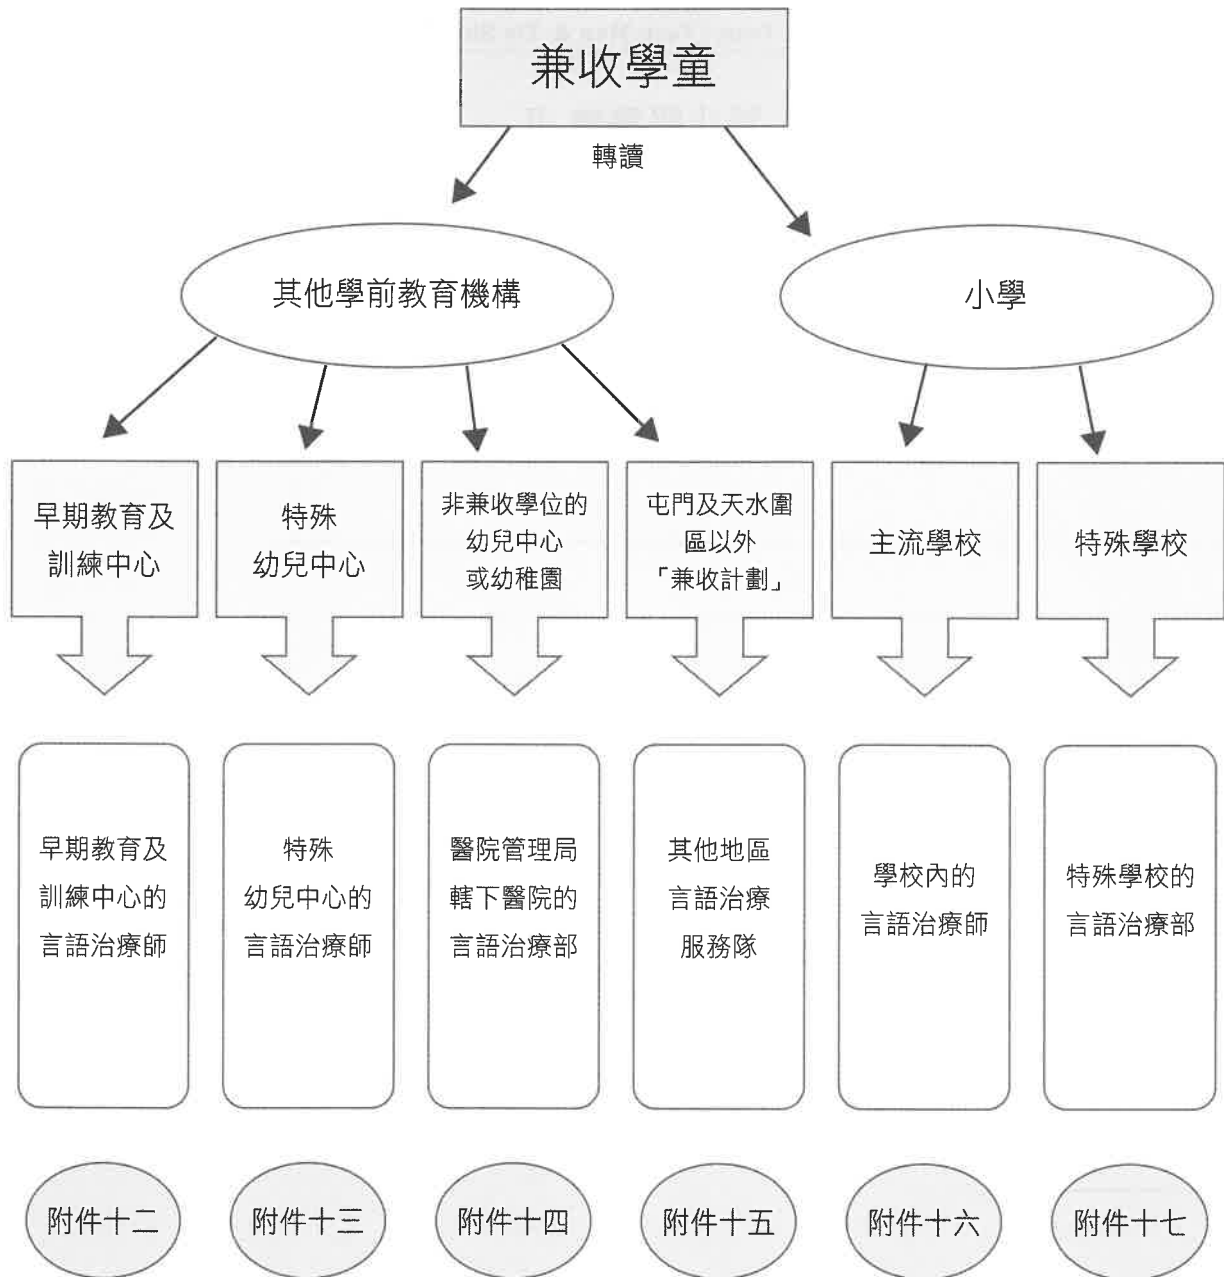 兼收學童
轉讀
其他學前教育機構
小學
早期教育及
訓練中心
特殊
幼兒中心
非兼收學位的
幼兒中心
或幼稚園
屯門及天水圍
區以外
「兼收計劃」
主流學校
特殊學校
早期教育及
訓練中心的
言語治療師
特殊
幼兒中心的
言語治療師
醫院管理局
轄下醫院的
言語治療部
其他地區
言語治療
服務隊
學校內的
言語治療師
特殊學校的
言語治療部
附件十二
附件十三
附件十四
附件十五
附件十六
附件十七